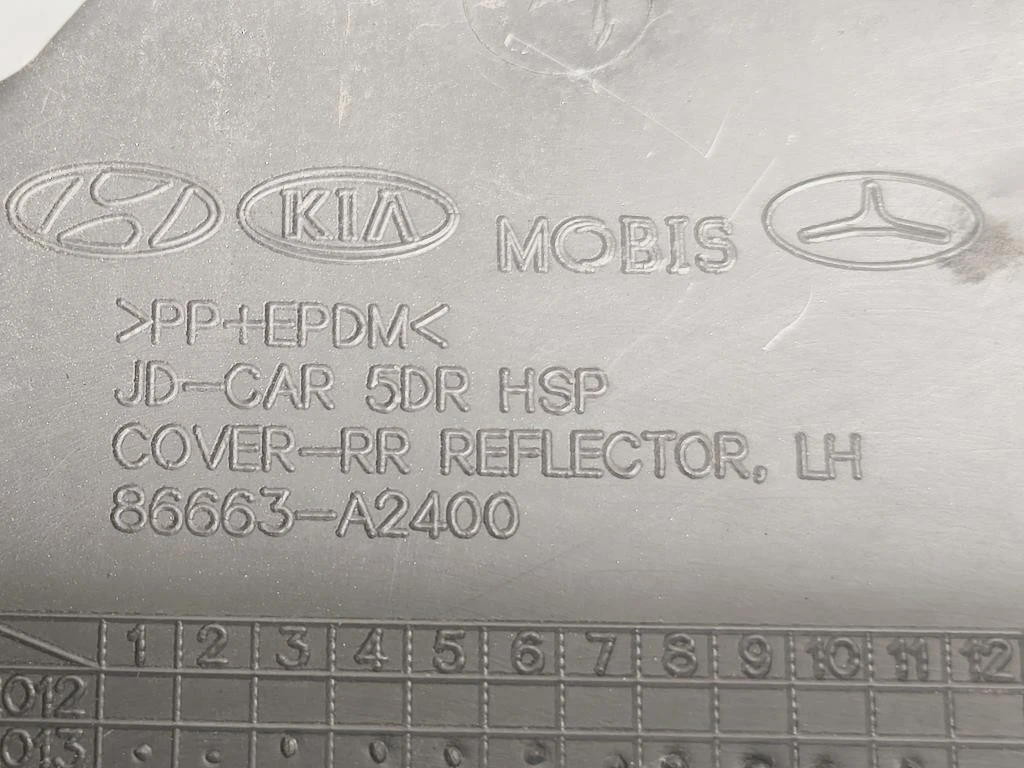 KIA MOBIS
>PP+EPDM<
JD-CAR 5DR HSP
COVER-RR REFLECTOR, LH
86663-A2400
1 2 3 4 5 6 7 8 9 10 11 12
012
013